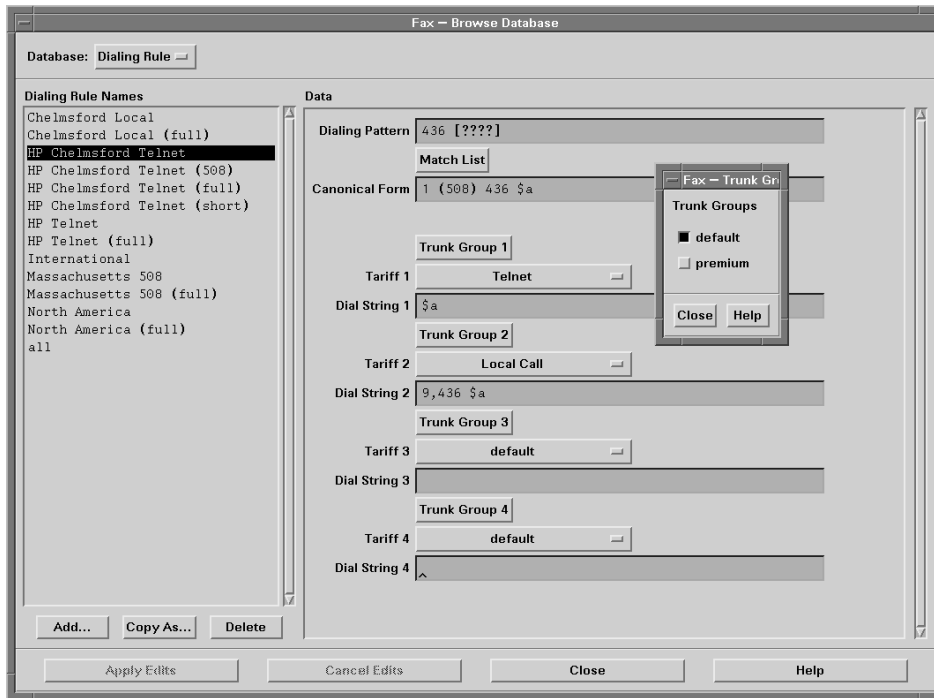 Fax — Browse Database
Database: Dialing Rule
Dialing Rule Names
Chelmsford Local
Chelmsford Local (full)
HP Chelmsford Telnet
HP Chelmsford Telnet (508)
HP Chelmsford Telnet (full)
HP Chelmsford Telnet (short)
HP Telnet
HP Telnet (full)
International
Massachusetts 508
Massachusetts 508 (full)
North America
North America (full)
all
Add... Copy As... Delete
Data
Dialing Pattern 436 [????]
Match List
Canonical Form 1 (508) 436 $a
Trunk Group 1
Tariff 1 Telnet
Dial String 1 $a
Trunk Group 2
Tariff 2 Local Call
Dial String 2 9,436 $a
Trunk Group 3
Tariff 3 default
Dial String 3
Trunk Group 4
Tariff 4 default
Dial String 4
Fax — Trunk Gr
Trunk Groups
default
premium
Close Help
Apply Edits Cancel Edits Close Help